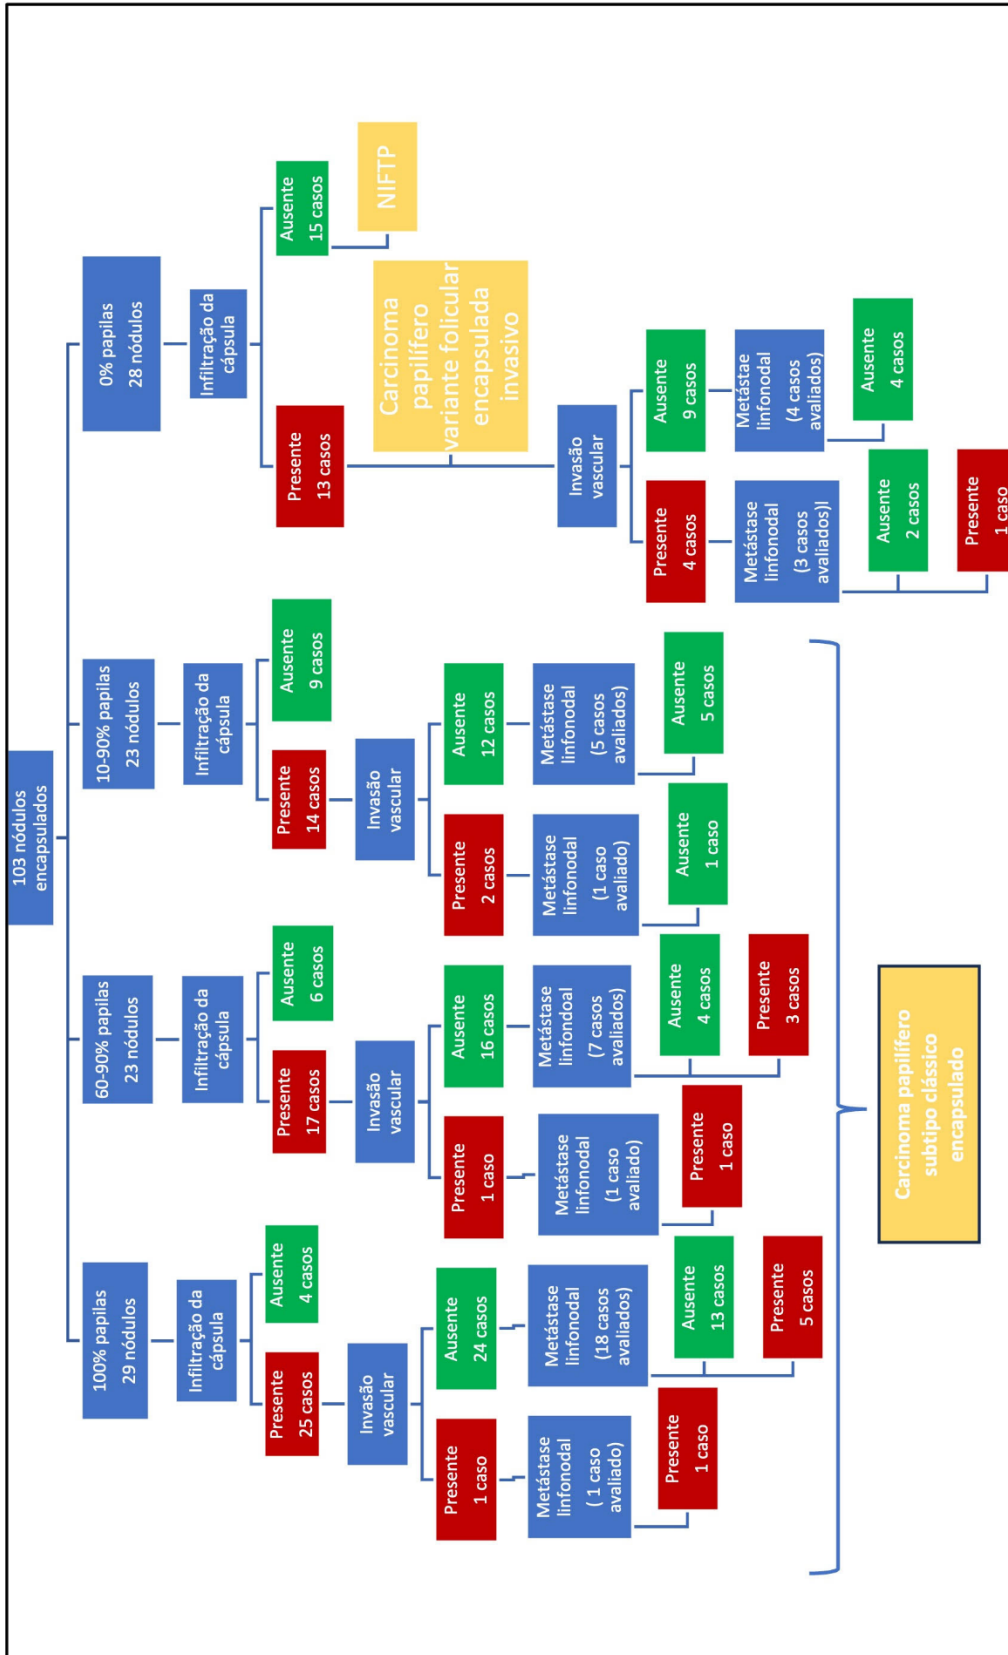 103 nódulos
encapsulados
100% papilas
29 nódulos
Infiltração da
cápsula
Presente
25 casos
Ausente
4 casos
Invasão
vascular
Presente
1 caso
Ausente
24 casos
Metástase
linfonodal
( 1 caso
avaliado)
Presente
1 caso
Metástase
linfonodal
(18 casos
avaliados)
Ausente
13 casos
Presente
5 casos
60-90% papilas
23 nódulos
Infiltração da
cápsula
Presente
17 casos
Ausente
6 casos
Invasão
vascular
Presente
1 caso
Ausente
16 casos
Metástase
linfonodal
(1 caso
avaliado)
Presente
1 caso
Metástase
linfondoal
(7 casos
avaliados)
Ausente
4 casos
Presente
3 casos
10-90% papilas
23 nódulos
Infiltração da
cápsula
Presente
14 casos
Ausente
9 casos
Invasão
vascular
Presente
2 casos
Ausente
12 casos
Metástase
linfonodal
(1 caso
avaliado)
Ausente
1 caso
Metástase
linfonodal
(5 casos
avaliados)
Ausente
5 casos
Carcinoma papilífero
subtipo clássico
encapsulado
0% papilas
28 nódulos
Infiltração da
cápsula
Presente
13 casos
Ausente
15 casos
NIFTP
Carcinoma
papilífero
variante folicular
encapsulada
invasivo
Invasão
vascular
Presente
4 casos
Ausente
9 casos
Metástase
linfonodal
(3 casos
avaliados)l
Ausente
2 casos
Presente
1 caso
Metástae
linfonodal
(4 casos
avaliados)
Ausente
4 casos